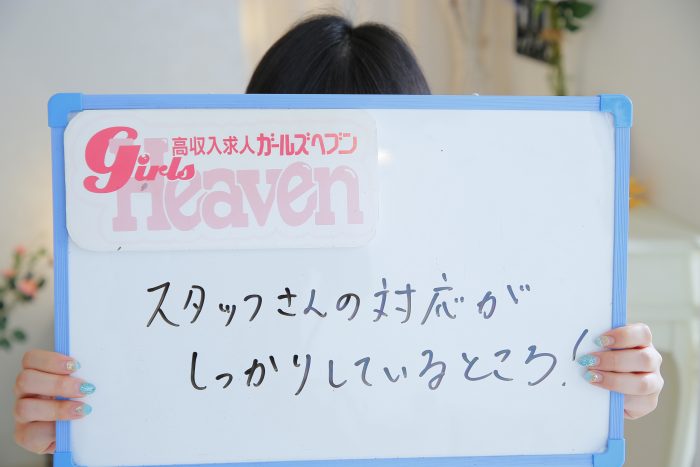 高収入求人ガールズヘブン
Girls
Heaven
スタッフさんの対応が
しっかりしているところ!